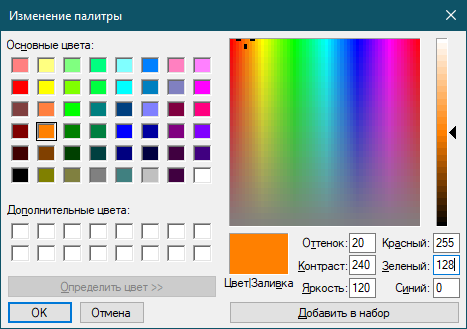 Изменение палитры
Основные цвета:
Дополнительные цвета:
Определить цвет >>
OK Отмена
Цвет|Заливка
Оттенок: 20 Красный: 255
Контраст: 240 Зеленый: 128
Яркость: 120 Синий: 0
Добавить в набор